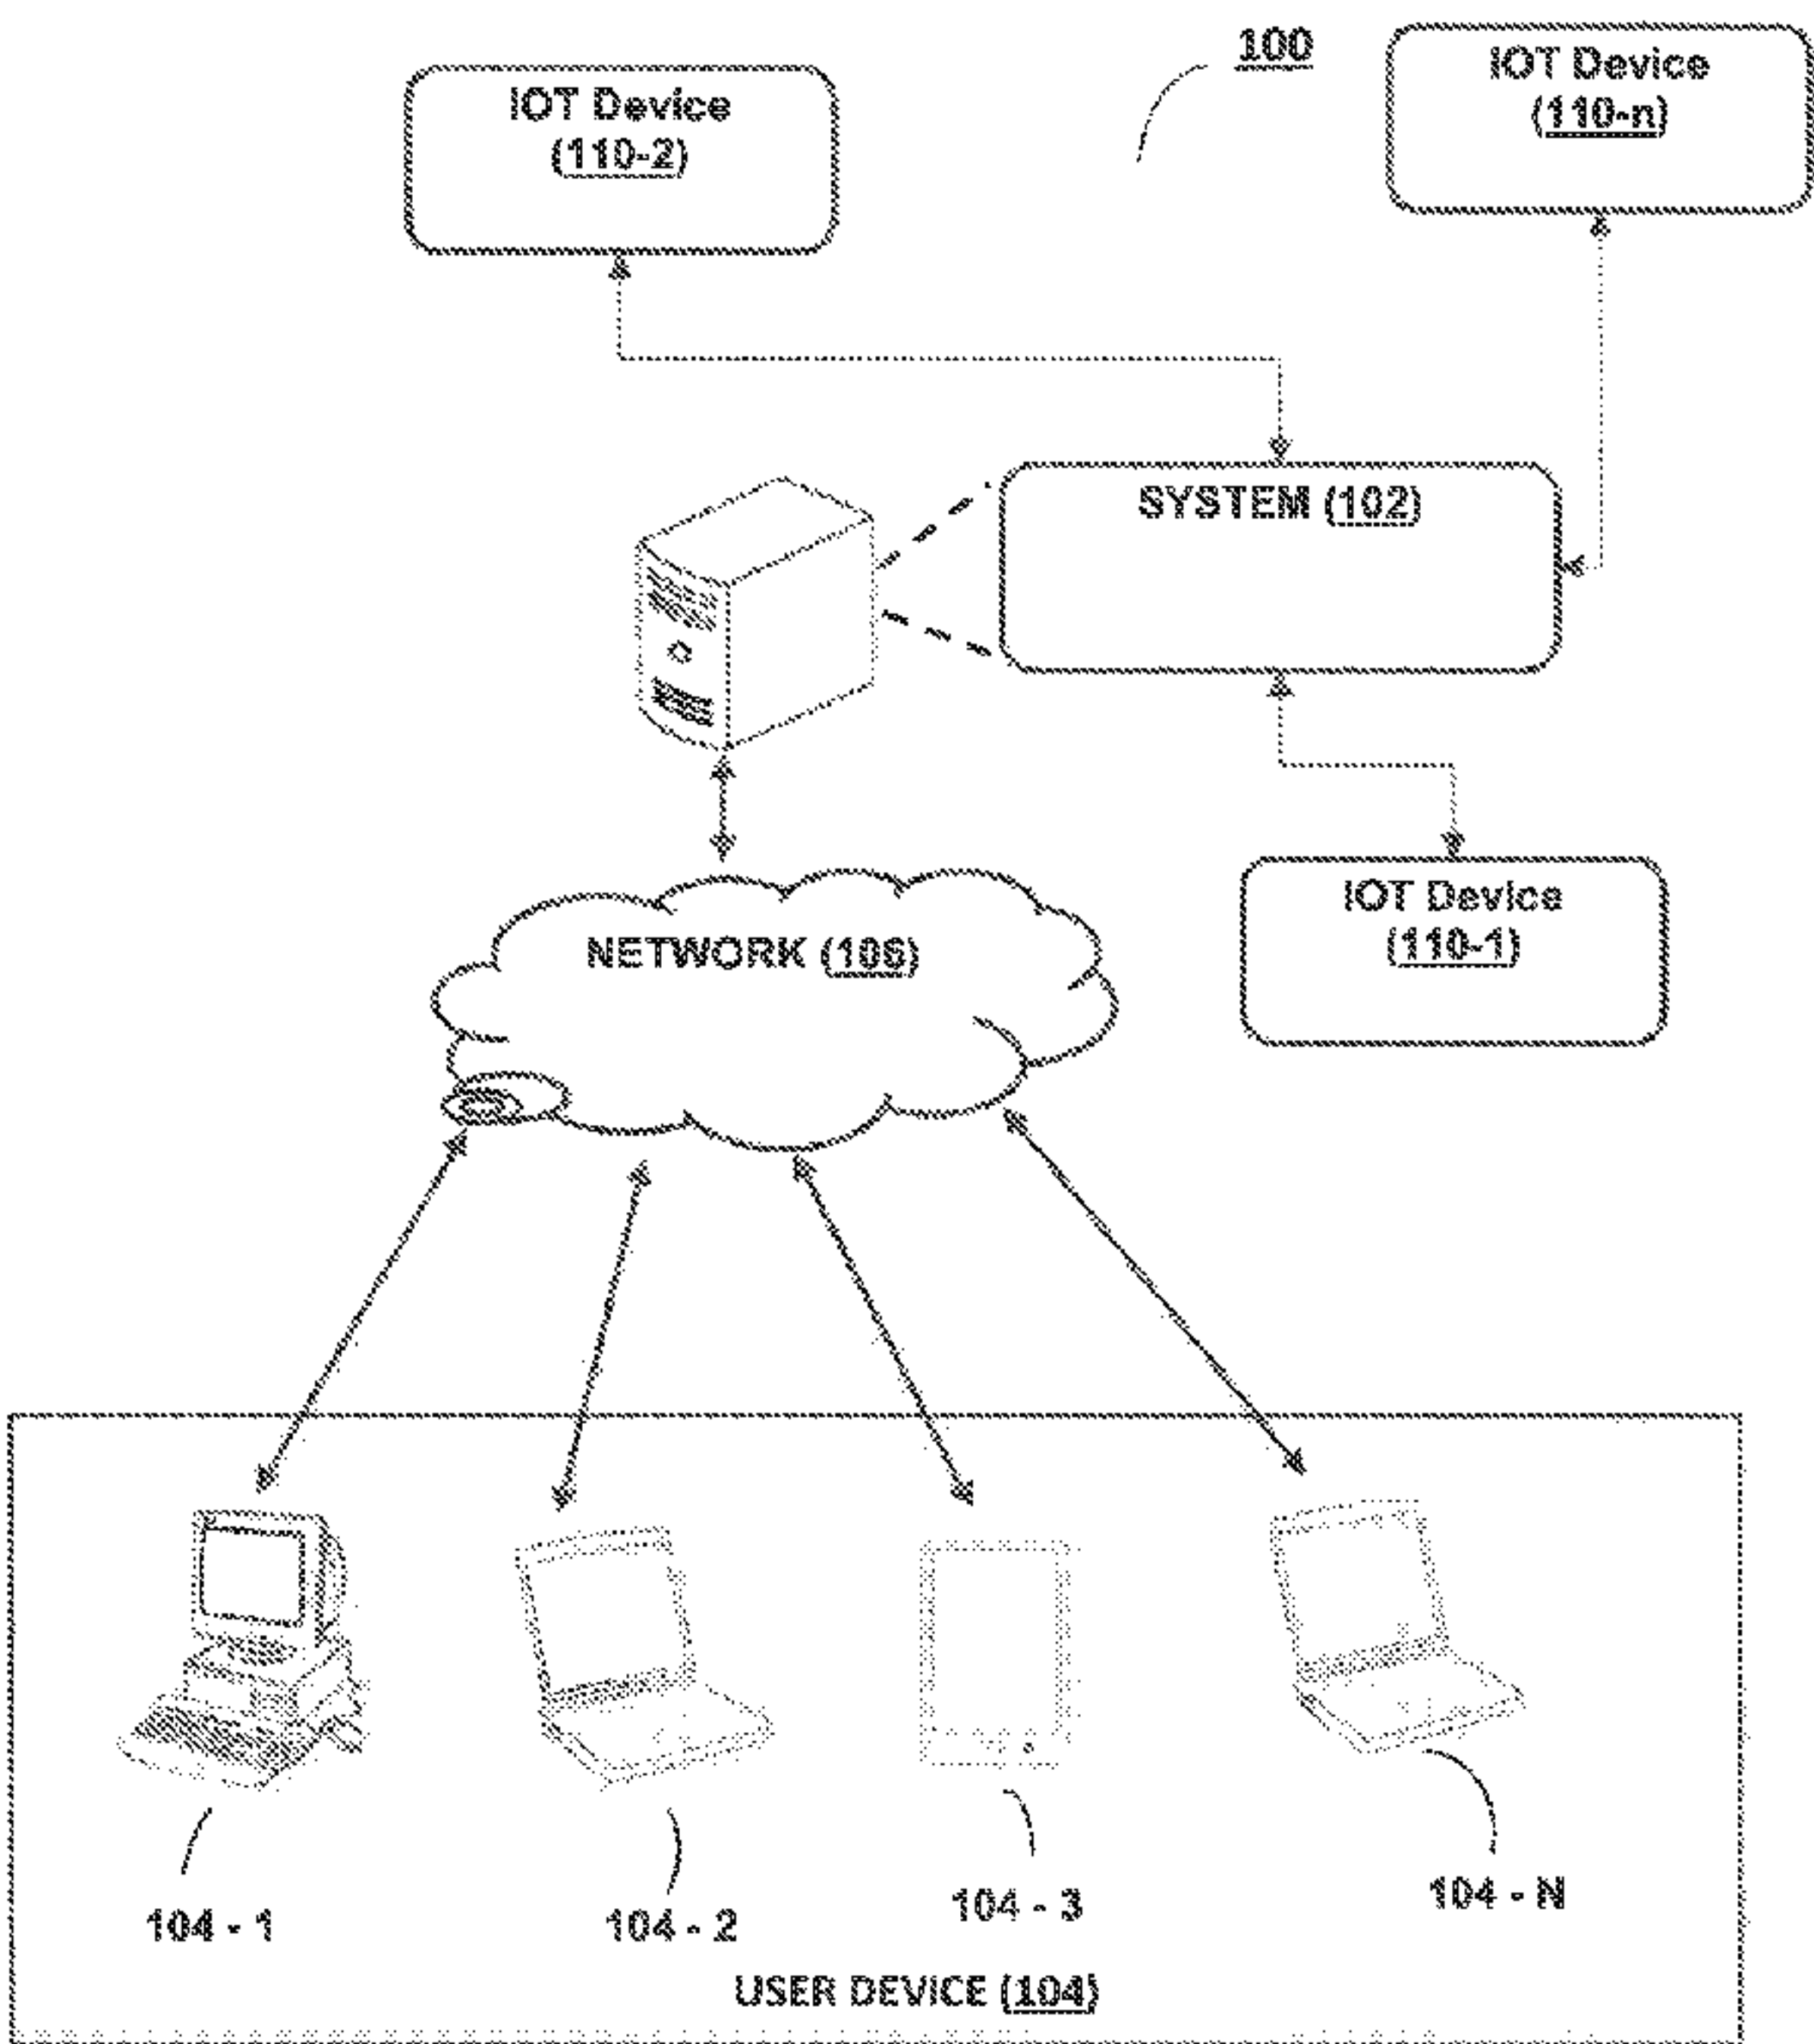 100
IOT Device
(110-n)
IOT Device
(110-2)
SYSTEM (102)
IOT Device
(110-1)
NETWORK (106)
104 - 1
104 - 2
104 - 3
104 - N
USER DEVICE (104)